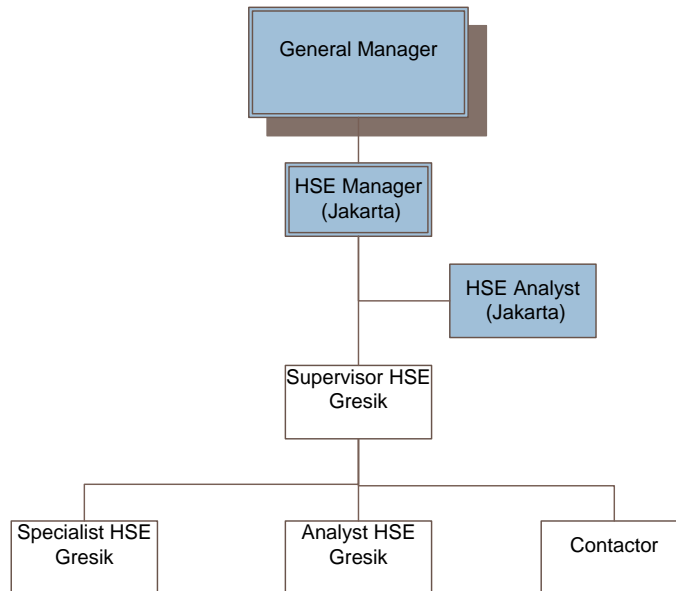 General Manager
HSE Manager
(Jakarta)
HSE Analyst
(Jakarta)
Supervisor HSE
Gresik
Specialist HSE
Gresik
Analyst HSE
Gresik
Contactor